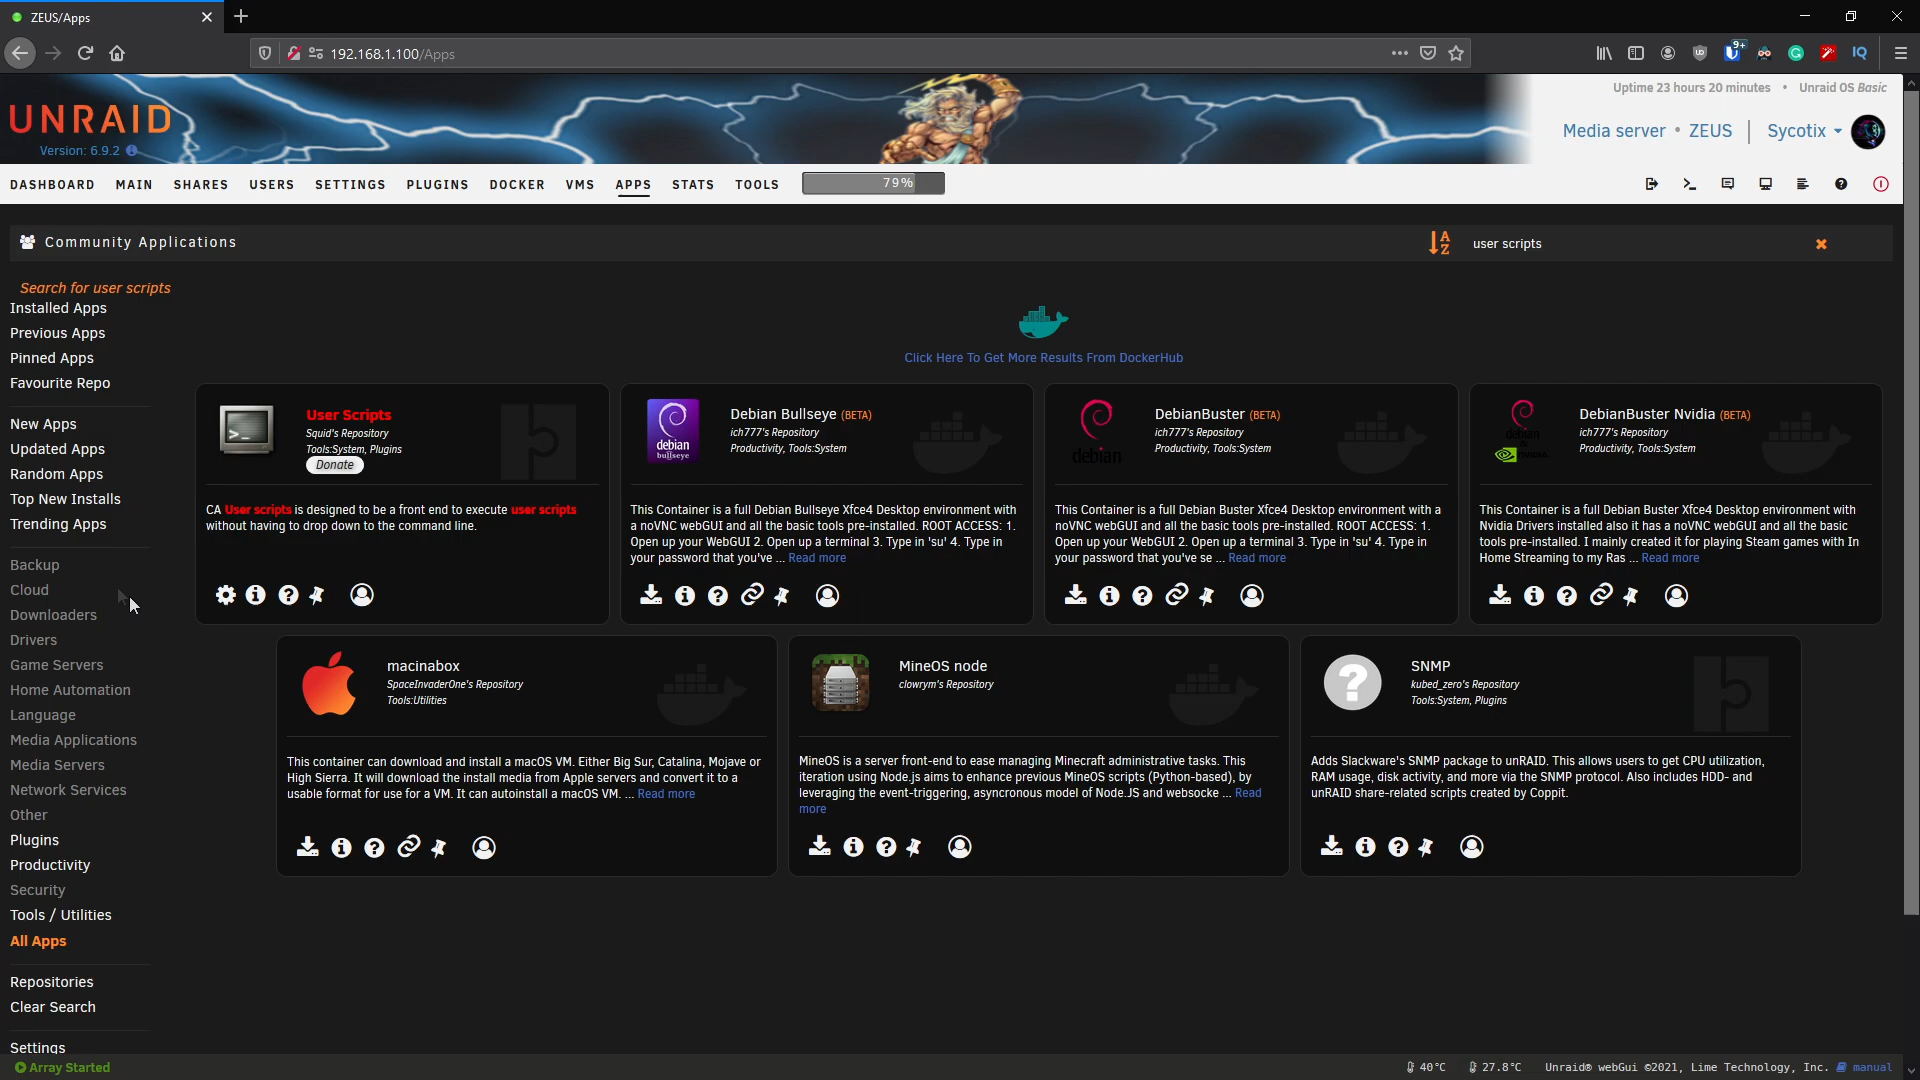 ZEUS/Apps
192.168.1.100/Apps
9+
IQ
UNRAID
Version: 6.9.2
Uptime 23 hours 20 minutes • Unraid OS Basic
Media server • ZEUS
Sycotix
DASHBOARD MAIN SHARES USERS SETTINGS PLUGINS DOCKER VMS APPS STATS TOOLS
79%
Community Applications
A
Z
user scripts
Search for user scripts
Installed Apps
Previous Apps
Pinned Apps
Favourite Repo
New Apps
Updated Apps
Random Apps
Top New Installs
Trending Apps
Backup
Cloud
Downloaders
Drivers
Game Servers
Home Automation
Language
Media Applications
Media Servers
Network Services
Other
Plugins
Productivity
Security
Tools / Utilities
All Apps
Repositories
Clear Search
Settings
Click Here To Get More Results From DockerHub
User Scripts
Squid's Repository
Tools:System, Plugins
Donate
CA User scripts is designed to be a front end to execute user scripts
without having to drop down to the command line.
debian
bullseye
Debian Bullseye (BETA)
ich777's Repository
Productivity, Tools:System
This Container is a full Debian Bullseye Xfce4 Desktop environment with
a noVNC webGUI and all the basic tools pre-installed. ROOT ACCESS: 1.
Open up your WebGUI 2. Open up a terminal 3. Type in 'su' 4. Type in
your password that you've ... Read more
debian
DebianBuster (BETA)
ich777's Repository
Productivity, Tools:System
This Container is a full Debian Buster Xfce4 Desktop environment with a
noVNC webGUI and all the basic tools pre-installed. ROOT ACCESS: 1.
Open up your WebGUI 2. Open up a terminal 3. Type in 'su' 4. Type in
your password that you've se ... Read more
debian
NVIDIA
DebianBuster Nvidia (BETA)
ich777's Repository
Productivity, Tools:System
This Container is a full Debian Buster Xfce4 Desktop environment with
Nvidia Drivers installed also it has a noVNC webGUI and all the basic
tools pre-installed. I mainly created it for playing Steam games with In
Home Streaming to my Ras ... Read more
macinabox
SpaceInvaderOne's Repository
Tools:Utilities
This container can download and install a macOS VM. Either Big Sur, Catalina, Mojave or
High Sierra. It will download the install media from Apple servers and convert it to a
usable format for use for a VM. It can autoinstall a macOS VM. ... Read more
MineOS node
clowrym's Repository
MineOS is a server front-end to ease managing Minecraft administrative tasks. This
iteration using Node.js aims to enhance previous MineOS scripts (Python-based), by
leveraging the event-triggering, asyncronous model of Node.JS and websocke ... Read
more
SNMP
kubed_zero's Repository
Tools:System, Plugins
Adds Slackware's SNMP package to unRAID. This allows users to get CPU utilization,
RAM usage, disk activity, and more via the SNMP protocol. Also includes HDD- and
unRAID share-related scripts created by Coppit.
Array Started
40°C
27.8°C
Unraid® webGui ©2021, Lime Technology, Inc.
manual